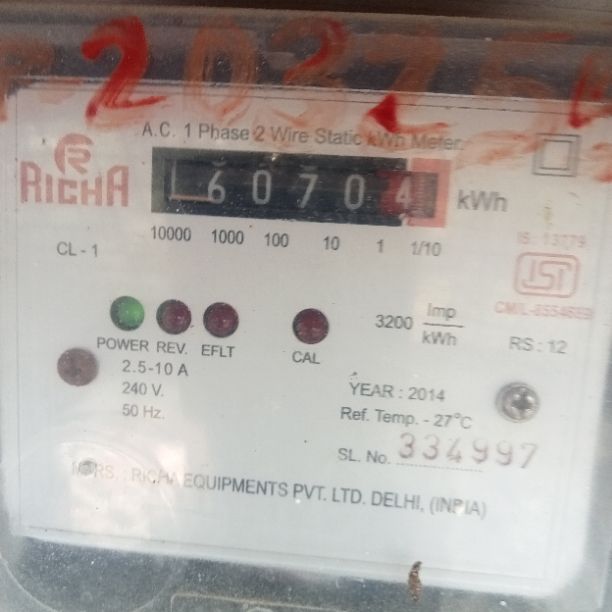 A.C. 1 Phase 2 Wire Static kWh Meter
RICHA
60704 kWh
10000 1000 100 10 1 1/10
CL - 1
IS : 13779
ISI
3200 Imp/kWh
POWER REV. EFLT CAL
RS : 12
2.5-10 A
240 V.
50 Hz.
YEAR : 2014
Ref. Temp. - 27°C
SL. No. 334997
RICHA EQUIPMENTS PVT. LTD. DELHI, (INDIA)